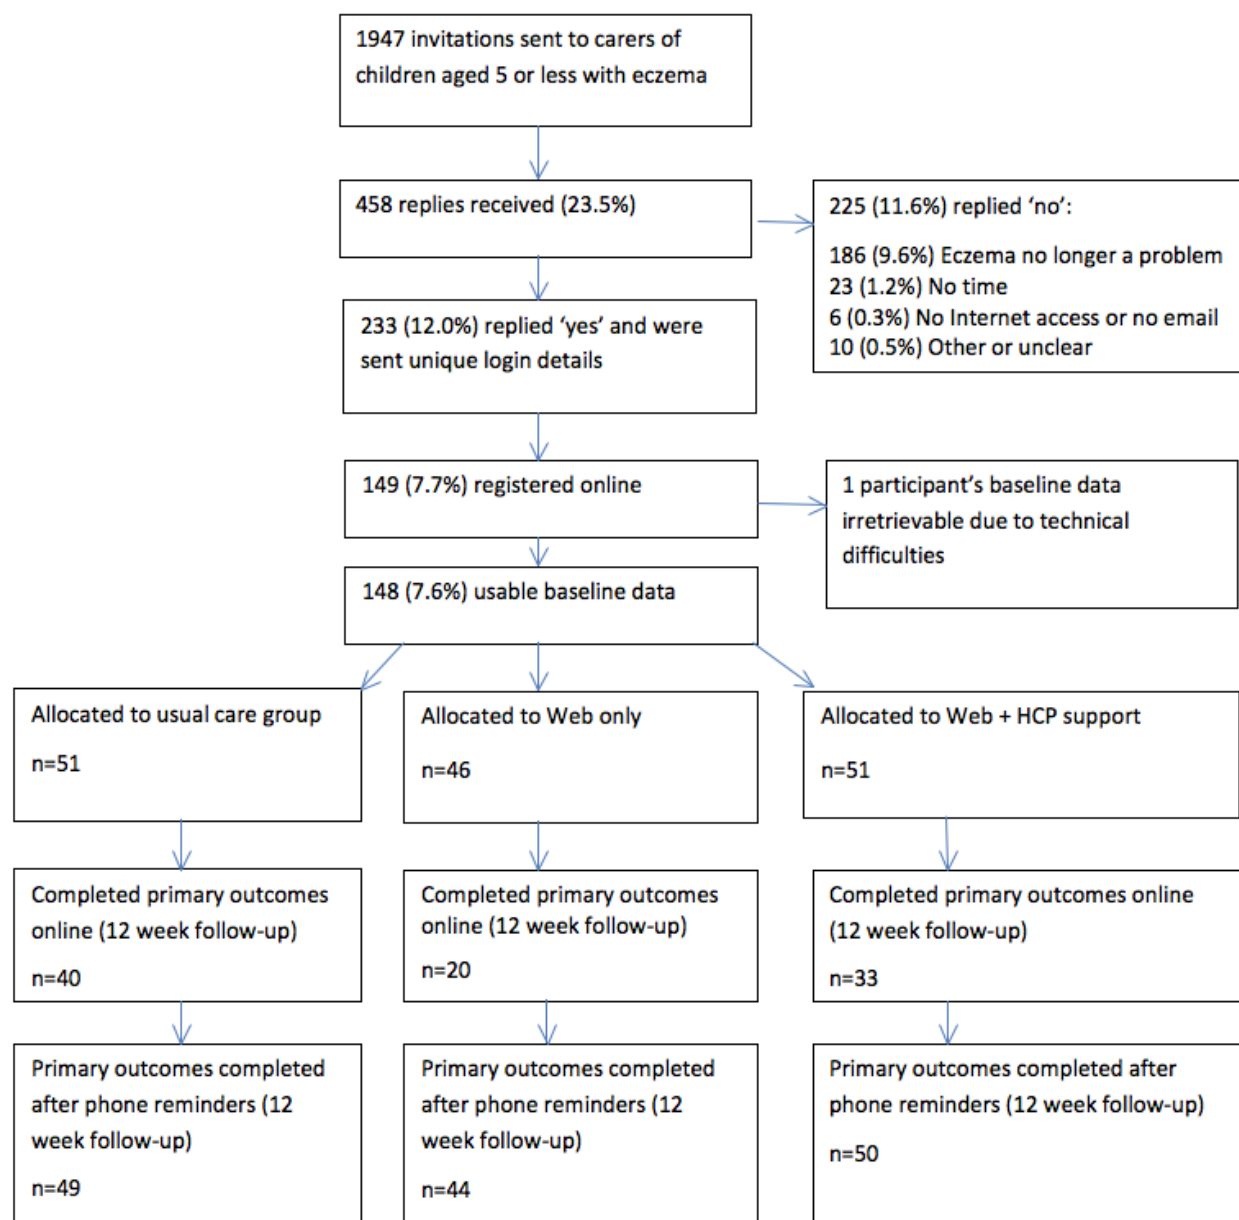 1947 invitations sent to carers of
children aged 5 or less with eczema
458 replies received (23.5%)
225 (11.6%) replied ‘no’:
186 (9.6%) Eczema no longer a problem
23 (1.2%) No time
6 (0.3%) No Internet access or no email
10 (0.5%) Other or unclear
233 (12.0%) replied ‘yes’ and were
sent unique login details
149 (7.7%) registered online
1 participant’s baseline data
irretrievable due to technical
difficulties
148 (7.6%) usable baseline data
Allocated to usual care group
n=51
Allocated to Web only
n=46
Allocated to Web + HCP support
n=51
Completed primary outcomes
online (12 week follow-up)
n=40
Completed primary outcomes
online (12 week follow-up)
n=20
Completed primary outcomes online
(12 week follow-up)
n=33
Primary outcomes completed
after phone reminders (12
week follow-up)
n=49
Primary outcomes completed
after phone reminders (12
week follow-up)
n=44
Primary outcomes completed after
phone reminders (12 week follow-up)
n=50